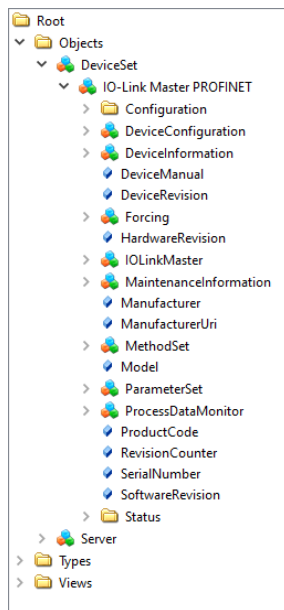 Root
Objects
DeviceSet
IO-Link Master PROFINET
Configuration
DeviceConfiguration
DeviceInformation
DeviceManual
DeviceRevision
Forcing
HardwareRevision
IOLinkMaster
MaintenanceInformation
Manufacturer
ManufacturerUri
MethodSet
Model
ParameterSet
ProcessDataMonitor
ProductCode
RevisionCounter
SerialNumber
SoftwareRevision
Status
Server
Types
Views